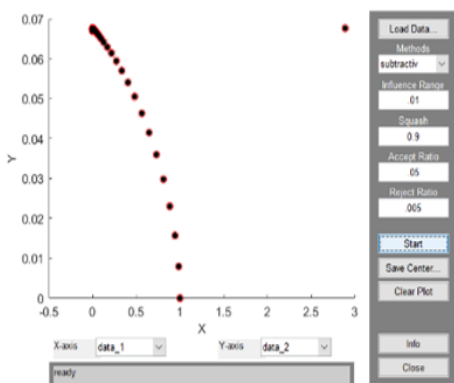 0.07
0.06
0.05
0.04
0.03
0.02
0.01
0
Y
-0.5
0
0.5
1
1.5
2
2.5
3
X
X-axis
data_1
Y-axis
data_2
ready
Load Data...
Methods
subtractiv
Influence Range
.01
Squash
0.9
Accept Ratio
.05
Reject Ratio
.005
Start
Save Center...
Clear Plot
Info
Close